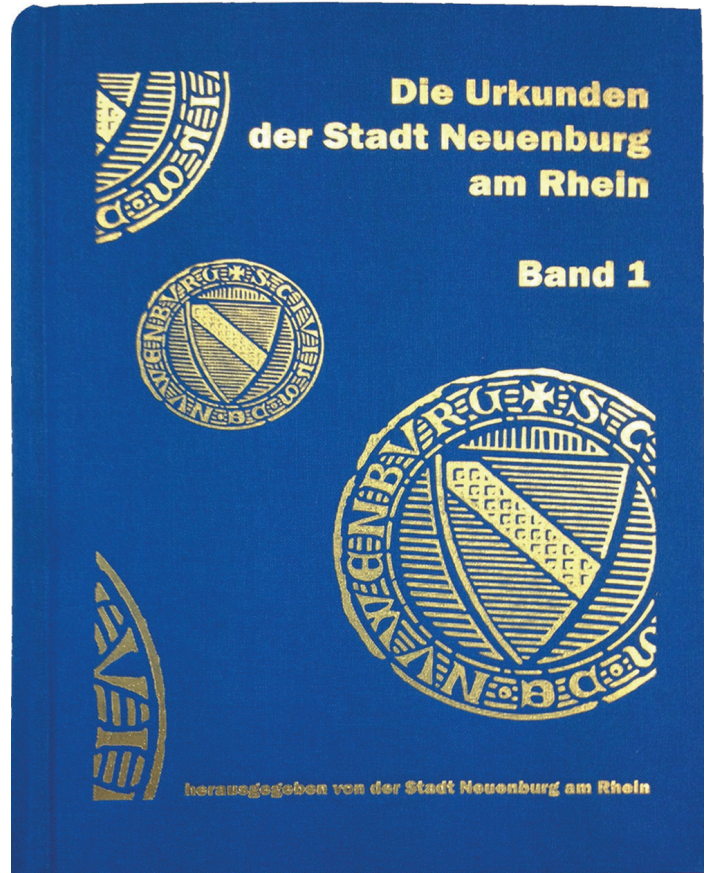 Die Urkunden
der Stadt Neuenburg
am Rhein
Band 1
herausgegeben von der Stadt Neuenburg am Rhein